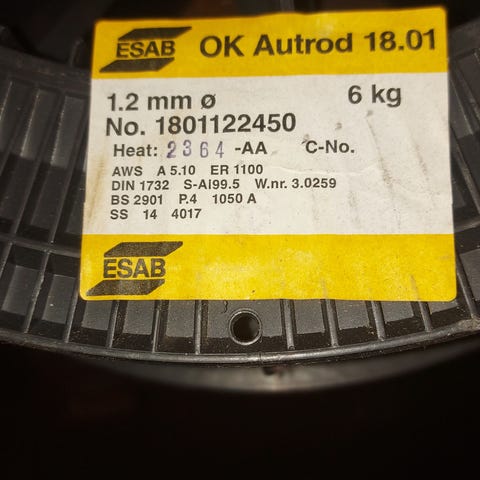 ESAB OK Autrod 18.01
1.2 mm ø 6 kg
No. 1801122450
Heat: 2364 -AA C-No.
AWS A 5.10 ER 1100
DIN 1732 S-Al99.5 W.nr. 3.0259
BS 2901 P.4 1050 A
SS 14 4017
ESAB